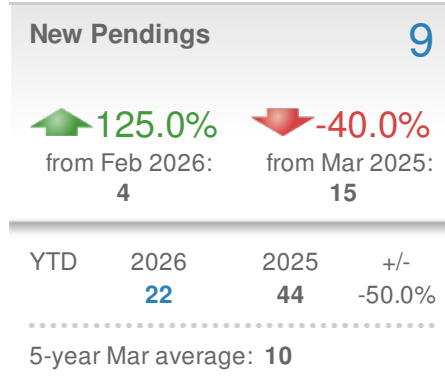 New Pendings 9
125.0% -40.0%
from Feb 2026: from Mar 2025:
4 15
YTD 2026 2025 +/-
22 44 -50.0%
5-year Mar average: 10